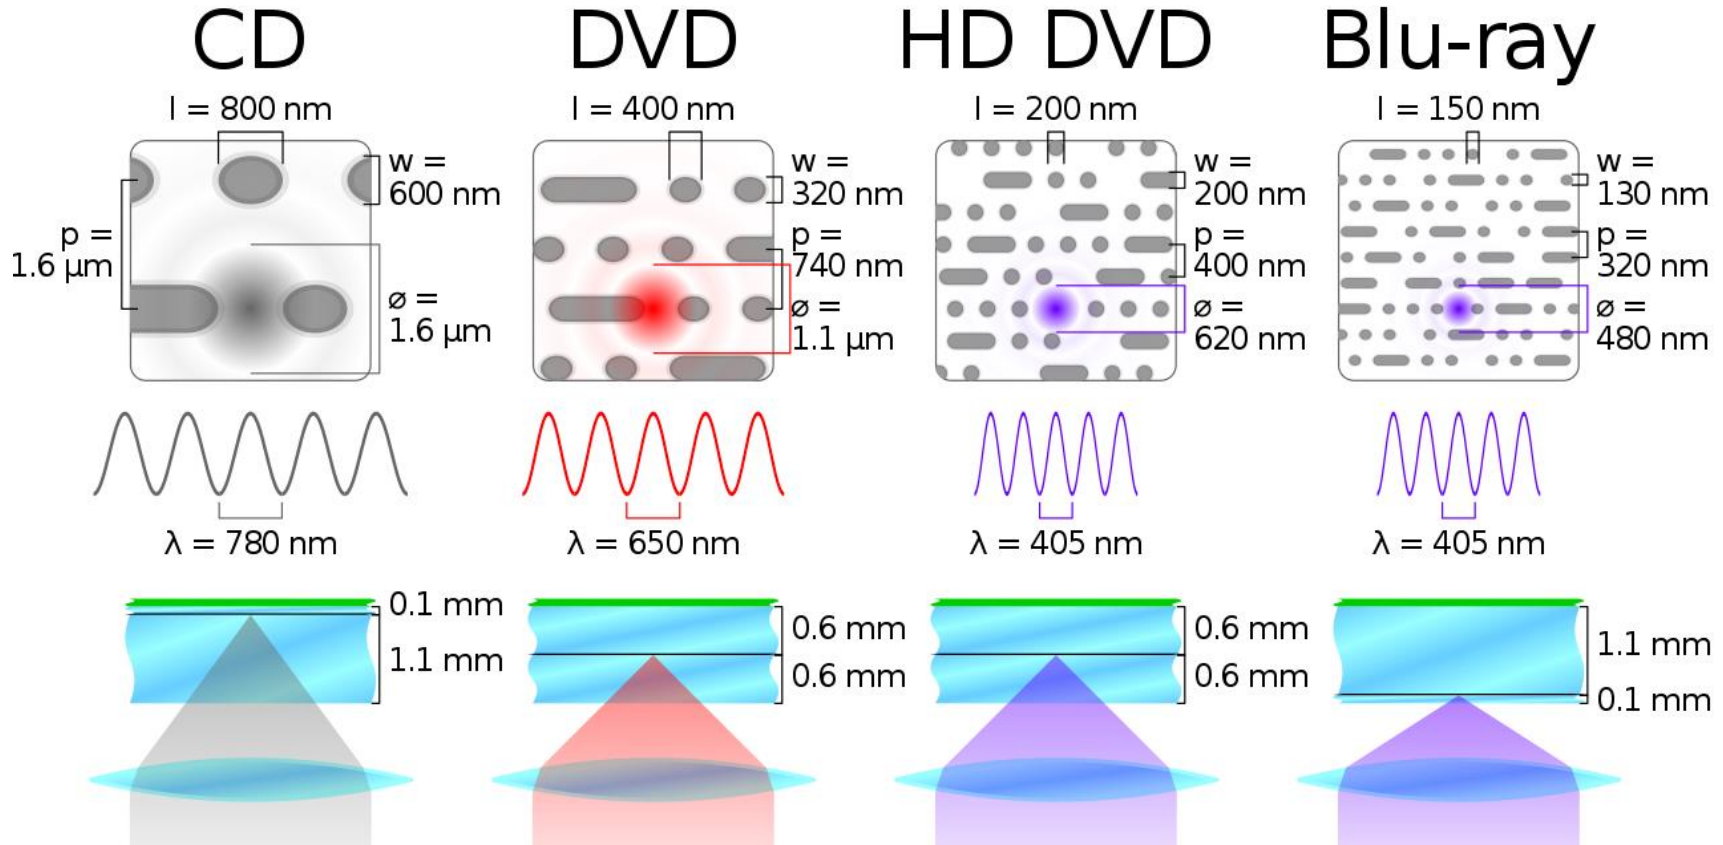 CD
l = 800 nm
w =
600 nm
p =
1.6 µm
ø =
1.6 µm
λ = 780 nm
0.1 mm
1.1 mm
DVD
l = 400 nm
w =
320 nm
p =
740 nm
ø =
1.1 µm
λ = 650 nm
0.6 mm
0.6 mm
HD DVD
l = 200 nm
w =
200 nm
p =
400 nm
ø =
620 nm
λ = 405 nm
0.6 mm
0.6 mm
Blu-ray
l = 150 nm
w =
130 nm
p =
320 nm
ø =
480 nm
λ = 405 nm
1.1 mm
0.1 mm